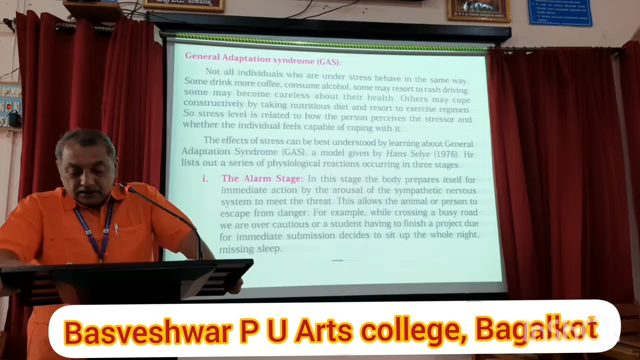 General Adaptation syndrome (GAS):
Not all individuals who are under stress behave in the same way.
Some drink more coffee, consume alcohol, some may resort to rash driving,
some may become careless about their health. Others may cope
constructively by taking nutritious diet and resort to exercise regimen.
So stress level is related to how the person perceives the stressor and
whether the individual feels capable of coping with it.
The effects of stress can be best understood by learning about General
Adaptation Syndrome (GAS), a model given by Hans Selye (1976). He
lists out a series of physiological reactions occurring in three stages.
i. The Alarm Stage: In this stage the body prepares itself for
immediate action by the arousal of the sympathetic nervous
system to meet the threat. This allows the animal or person to
escape from danger. For example, while crossing a busy road
we are over cautious or a student having to finish a project due
for immediate submission decides to sit up the whole night,
missing sleep.
Basveshwar P U Arts college, Bagalkot